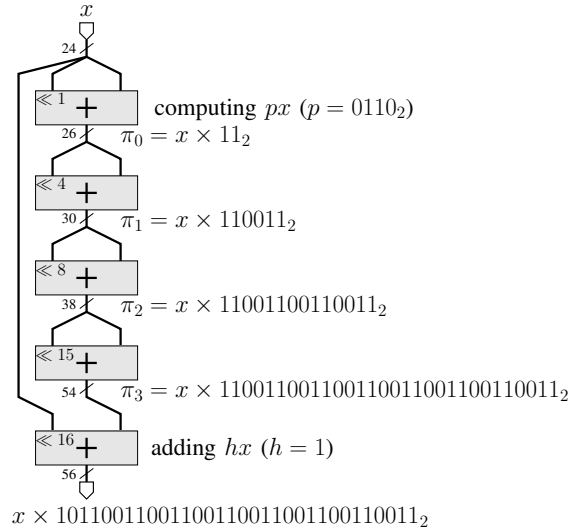 x
24
≪ 1 + computing px (p = 0110₂)
26 π₀ = x × 11₂
≪ 4 +
30 π₁ = x × 110011₂
≪ 8 +
38 π₂ = x × 11001100110011₂
≪ 15 +
54 π₃ = x × 110011001100110011001100110011₂
≪ 16 + adding hx (h = 1)
56
x × 10110011001100110011001100110011₂